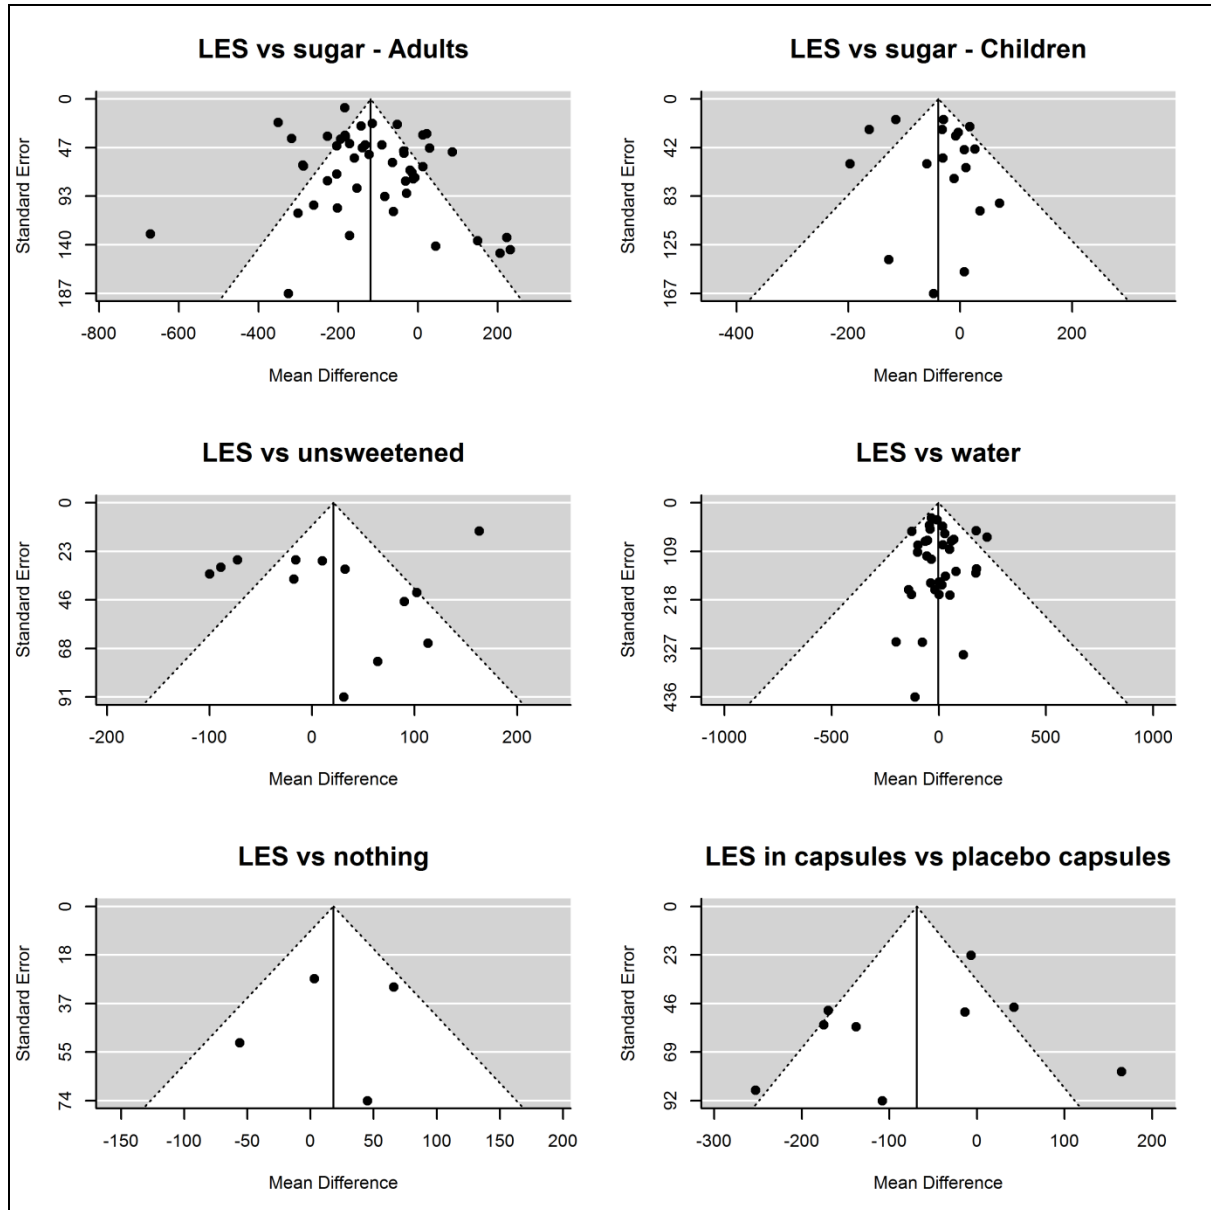 LES vs sugar - Adults
LES vs sugar - Children
Standard Error
0
47
93
140
187
-800 -600 -400 -200 0 200
Mean Difference
Standard Error
0
42
83
125
167
-400 -200 0 200
Mean Difference
LES vs unsweetened
LES vs water
Standard Error
0
23
46
68
91
-200 -100 0 100 200
Mean Difference
Standard Error
0
109
218
327
436
-1000 -500 0 500 1000
Mean Difference
LES vs nothing
LES in capsules vs placebo capsules
Standard Error
0
18
37
55
74
-150 -100 -50 0 50 100 150 200
Mean Difference
Standard Error
0
23
46
69
92
-300 -200 -100 0 100 200
Mean Difference